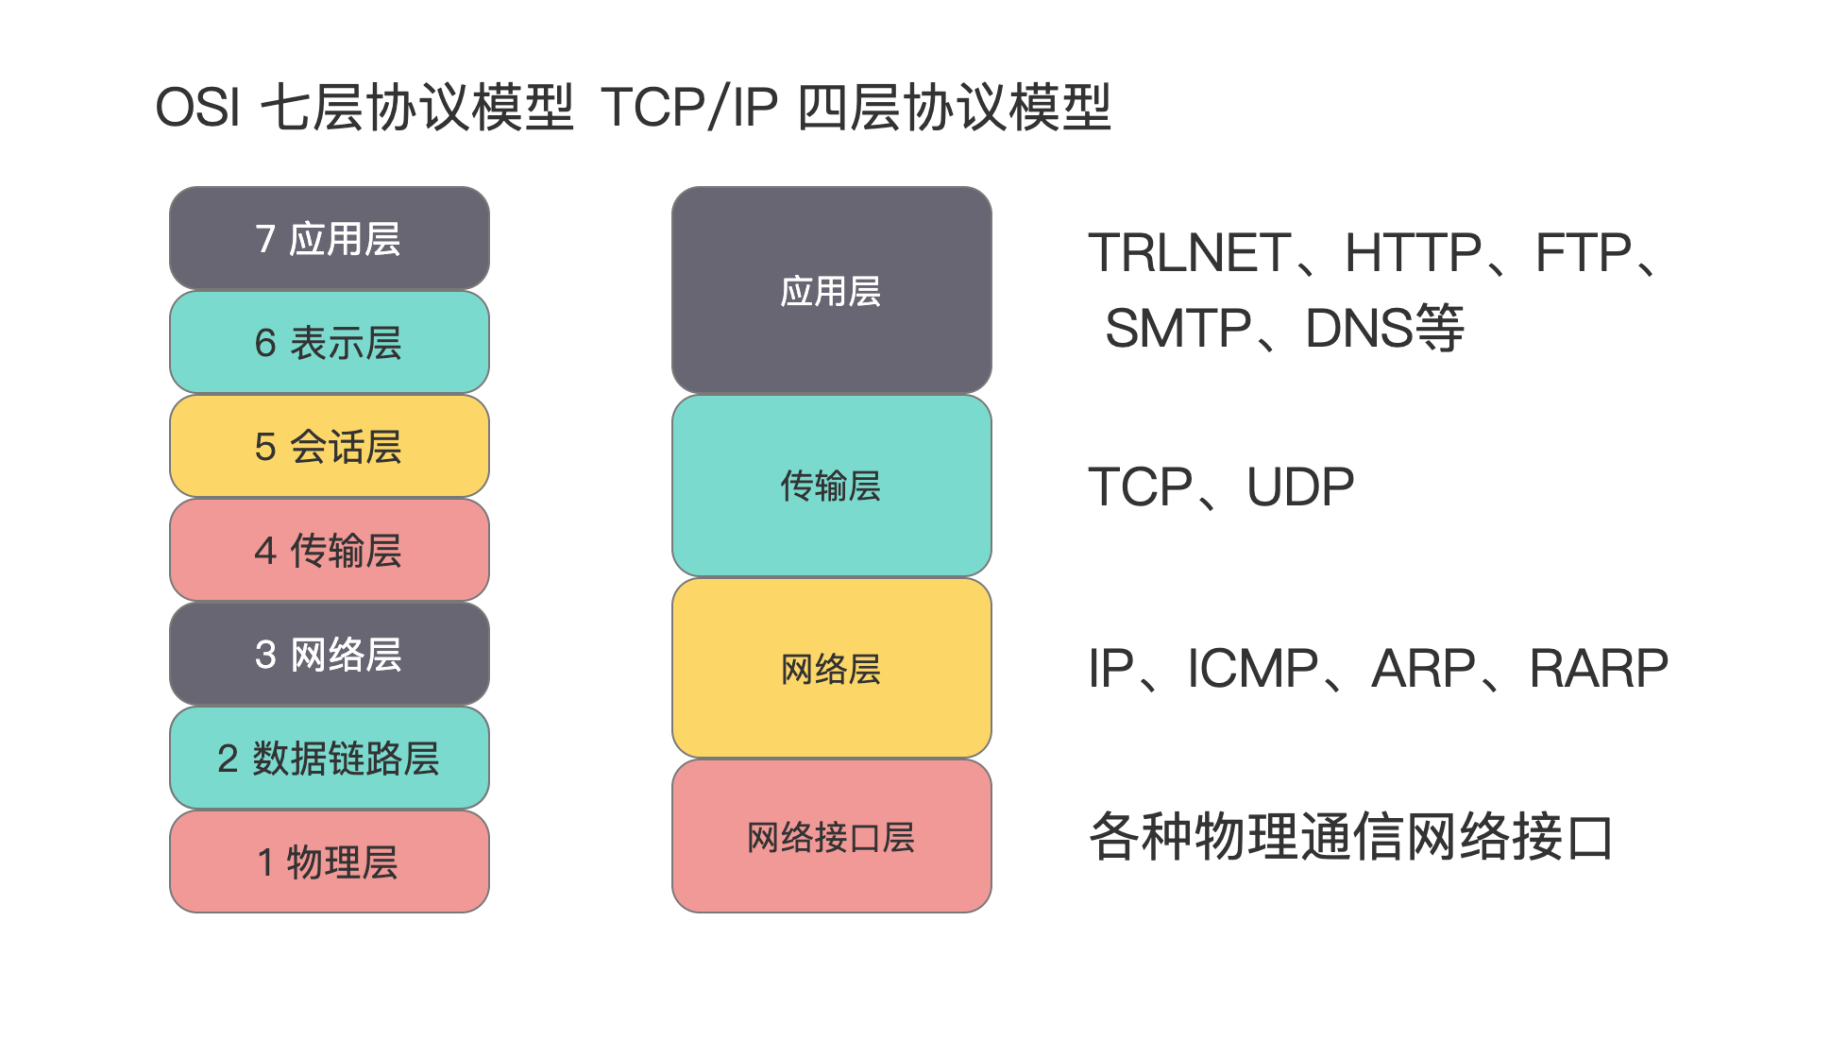 OSI 七层协议模型 TCP/IP 四层协议模型
7 应用层
6 表示层
5 会话层
4 传输层
3 网络层
2 数据链路层
1 物理层
应用层
TRLNET、HTTP、FTP、
SMTP、DNS等
传输层
TCP、UDP
网络层
IP、ICMP、ARP、RARP
网络接口层
各种物理通信网络接口